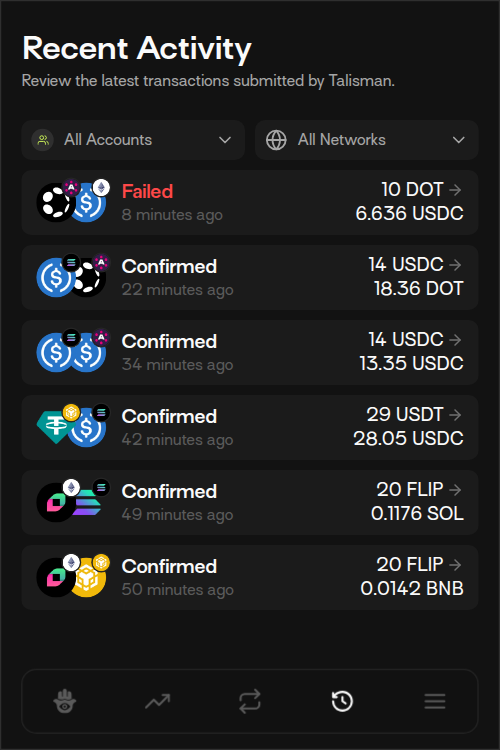 Recent Activity
Review the latest transactions submitted by Talisman.
All Accounts
All Networks
Failed
10 DOT →
8 minutes ago
6.636 USDC
Confirmed
14 USDC →
22 minutes ago
18.36 DOT
Confirmed
14 USDC →
34 minutes ago
13.35 USDC
Confirmed
29 USDT →
42 minutes ago
28.05 USDC
Confirmed
20 FLIP →
49 minutes ago
0.1176 SOL
Confirmed
20 FLIP →
50 minutes ago
0.0142 BNB